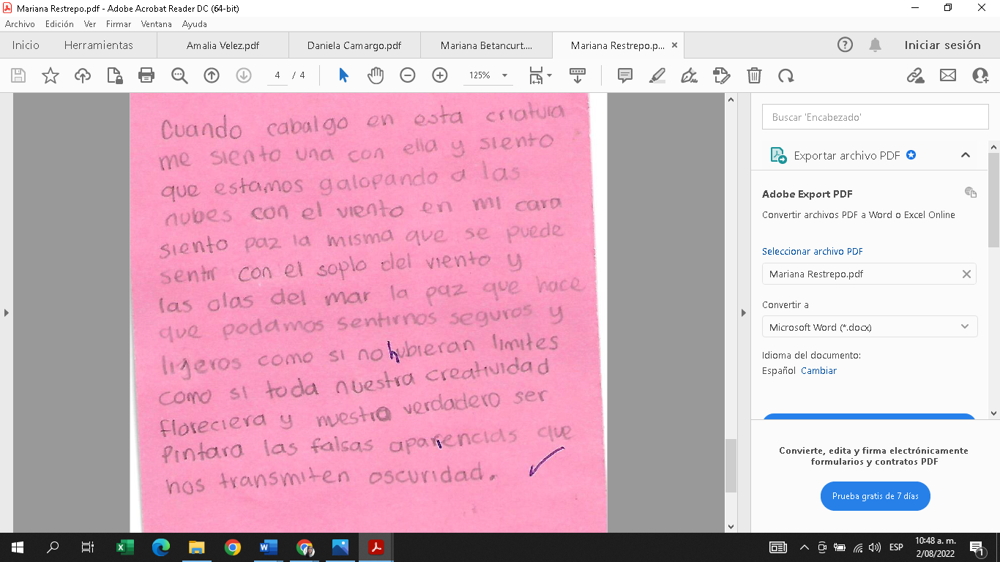 Mariana Restrepo.pdf - Adobe Acrobat Reader DC (64-bit)
Archivo Edición Ver Firmar Ventana Ayuda
Inicio Herramientas Amalia Velez.pdf Daniela Camargo.pdf Mariana Betancurt.... Mariana Restrepo.p... Iniciar sesión
4 / 4 125%
Cuando cabalgo en esta criatura
me siento una con ella y siento
que estamos galopando a las
nubes con el viento en mi cara
siento paz la misma que se puede
sentir con el soplo del viento y
las olas del mar la paz que hace
que podamos sentirnos seguros y
ligeros como si no hubieran limites
como si toda nuestra creatividad
floreciera y nuestro verdadero ser
Pintara las falsas apariencias que
nos transmiten oscuridad.
Buscar 'Encabezado'
Exportar archivo PDF
Adobe Export PDF
Convertir archivos PDF a Word o Excel Online
Seleccionar archivo PDF
Mariana Restrepo.pdf
Convertir a
Microsoft Word (*.docx)
Idioma del documento:
Español Cambiar
Convierte, edita y firma electrónicamente
formularios y contratos PDF
Prueba gratis de 7 días
ESP
10:48 a. m.
2/08/2022
1